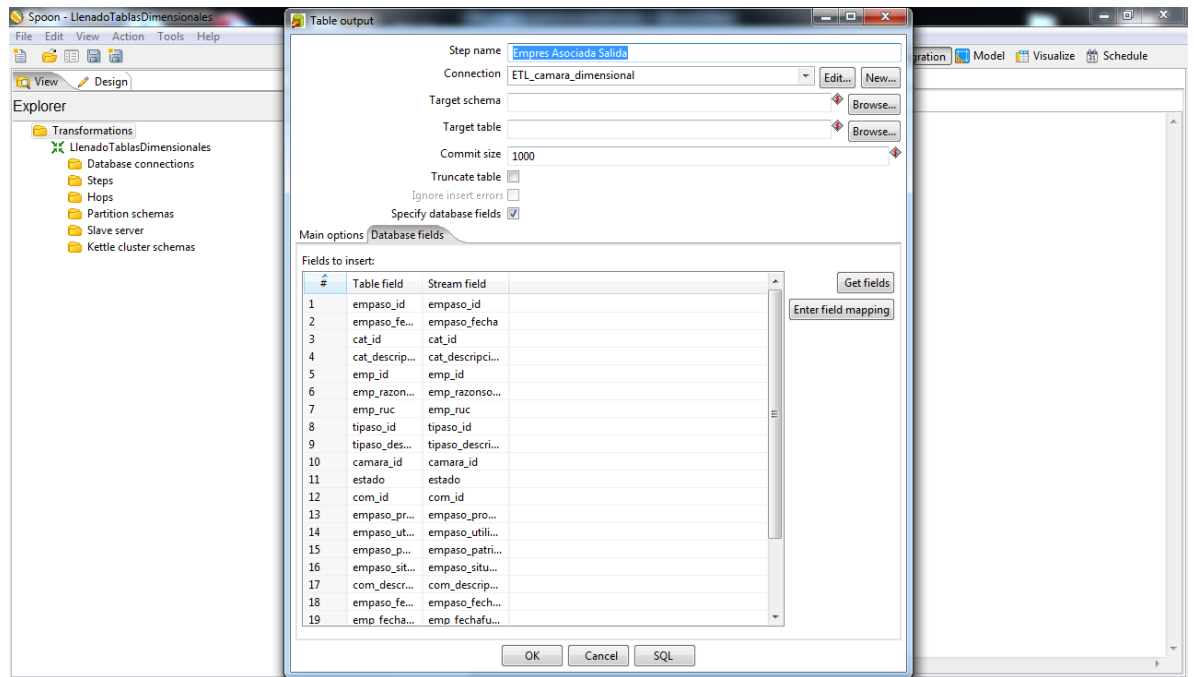 Spoon - LlenadoTablasDimensionales
File Edit View Action Tools Help
View Design
Explorer
Transformations
LlenadoTablasDimensionales
Database connections
Steps
Hops
Partition schemas
Slave server
Kettle cluster schemas
Table output
Step name Empres Asociada Salida
Connection ETL_camara_dimensional Edit... New...
Target schema Browse...
Target table Browse...
Commit size 1000
Truncate table
Ignore insert errors
Specify database fields
Main options Database fields
Fields to insert:
# Table field Stream field
1 empaso_id empaso_id
2 empaso_fe... empaso_fecha
3 cat_id cat_id
4 cat_descrip... cat_descripci...
5 emp_id emp_id
6 emp_razon... emp_razonso...
7 emp_ruc emp_ruc
8 tipaso_id tipaso_id
9 tipaso_des... tipaso_descri...
10 camara_id camara_id
11 estado estado
12 com_id com_id
13 empaso_pr... empaso_pro...
14 empaso_ut... empaso_utili...
15 empaso_p... empaso_patri...
16 empaso_sit... empaso_situ...
17 com_descr... com_descrip...
18 empaso_fe... empaso_fech...
19 emp_fecha... emp_fechafu...
Get fields
Enter field mapping
OK Cancel SQL
gration Model Visualize Schedule